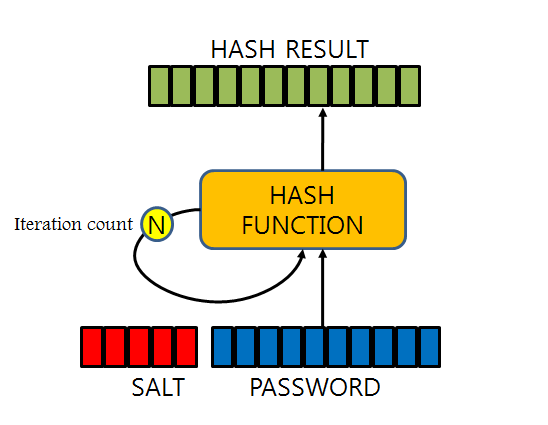 HASH RESULT
HASH
FUNCTION
Iteration count
N
SALT
PASSWORD